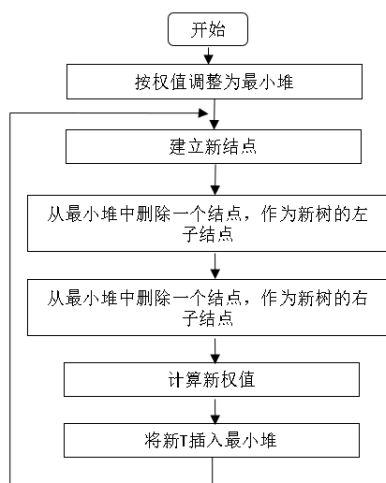 开始
按权值调整为最小堆
建立新结点
从最小堆中删除一个结点，作为新树的左
子结点
从最小堆中删除一个结点，作为新树的右
子结点
计算新权值
将新T插入最小堆